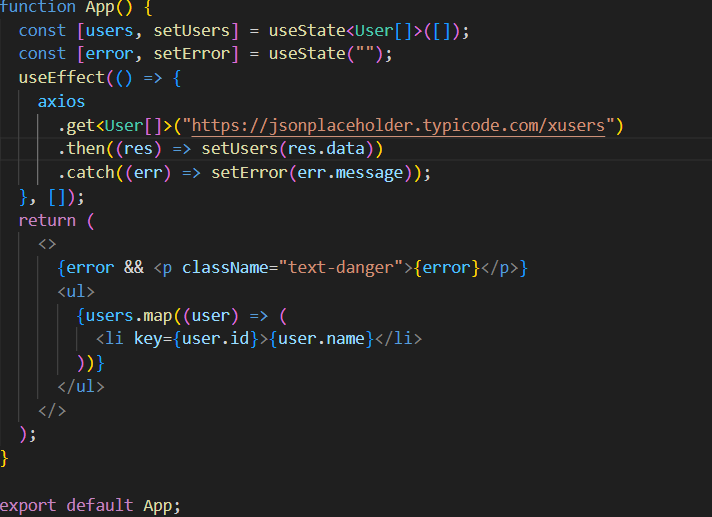 function App() {
  const [users, setUsers] = useState<User[]>([]);
  const [error, setError] = useState("");
  useEffect(() => {
    axios
      .get<User[]>("https://jsonplaceholder.typicode.com/xusers")
      .then((res) => setUsers(res.data))
      .catch((err) => setError(err.message));
  }, []);
  return (
    <>
      {error && <p className="text-danger">{error}</p>}
      <ul>
        {users.map((user) => (
          <li key={user.id}>{user.name}</li>
        ))}
      </ul>
    </>
  );
}

export default App;